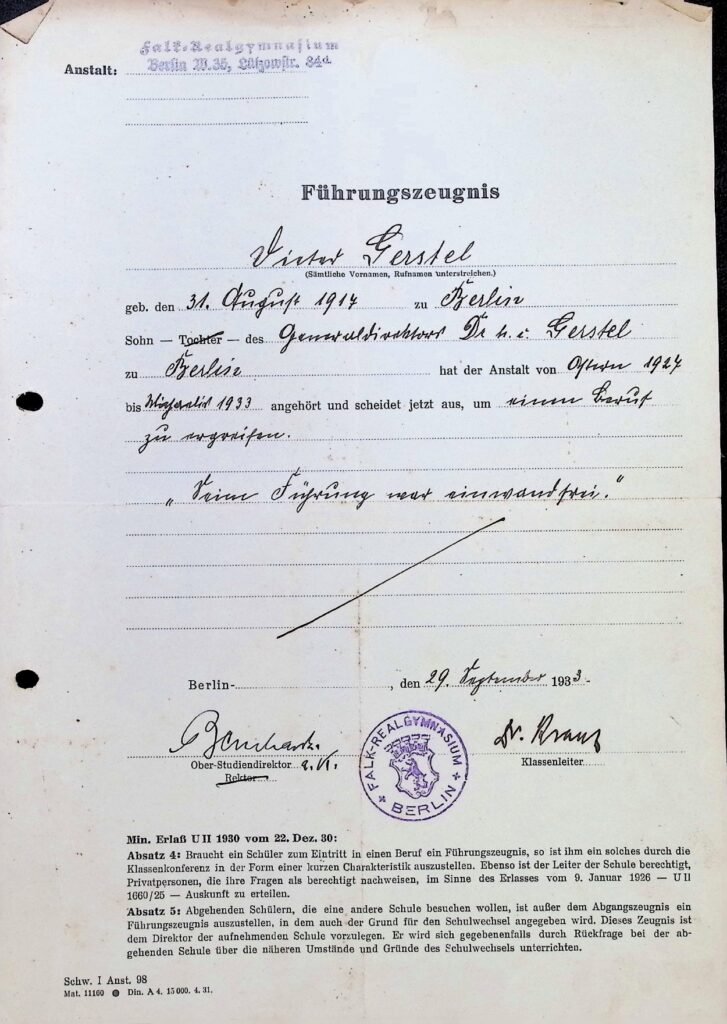 Falk-Realgymnasium
Anstalt: Berlin W. 35, Lützowstr. 84d
Führungszeugnis
Dieter Gerstel
(Sämtliche Vornamen, Rufnamen unterstreichen.)
geb. den 31. August 1917 zu Berlin
Sohn — Tochter — des Generaldirektors Dr. h. c. Gerstel
zu Berlin hat der Anstalt von Ostern 1927
bis Michaelis 1933 angehört und scheidet jetzt aus, um einen Beruf
zu ergreifen.
„Seine Führung war einwandfrei."
Berlin- , den 29. September 1933.
Dr. Kranz
Ober-Studiendirektor Klassenleiter
Rektor
FALK-REALGYMNASIUM
BERLIN
Min. Erlaß U II 1930 vom 22. Dez. 30:
Absatz 4: Braucht ein Schüler zum Eintritt in einen Beruf ein Führungszeugnis, so ist ihm ein solches durch die
Klassenkonferenz in der Form einer kurzen Charakteristik auszustellen. Ebenso ist der Leiter der Schule berechtigt,
Privatpersonen, die ihre Fragen als berechtigt nachweisen, im Sinne des Erlasses vom 9. Januar 1926 — U II
1660/25 — Auskunft zu erteilen.
Absatz 5: Abgehenden Schülern, die eine andere Schule besuchen wollen, ist außer dem Abgangszeugnis ein
Führungszeugnis auszustellen, in dem auch der Grund für den Schulwechsel angegeben wird. Dieses Zeugnis ist
dem Direktor der aufnehmenden Schule vorzulegen. Er wird sich gegebenenfalls durch Rückfrage bei der ab-
gehenden Schule über die näheren Umstände und Gründe des Schulwechsels unterrichten.
Schw. I Anst. 98
Mat. 11160 ● Din. A 4. 15 000. 4. 31.